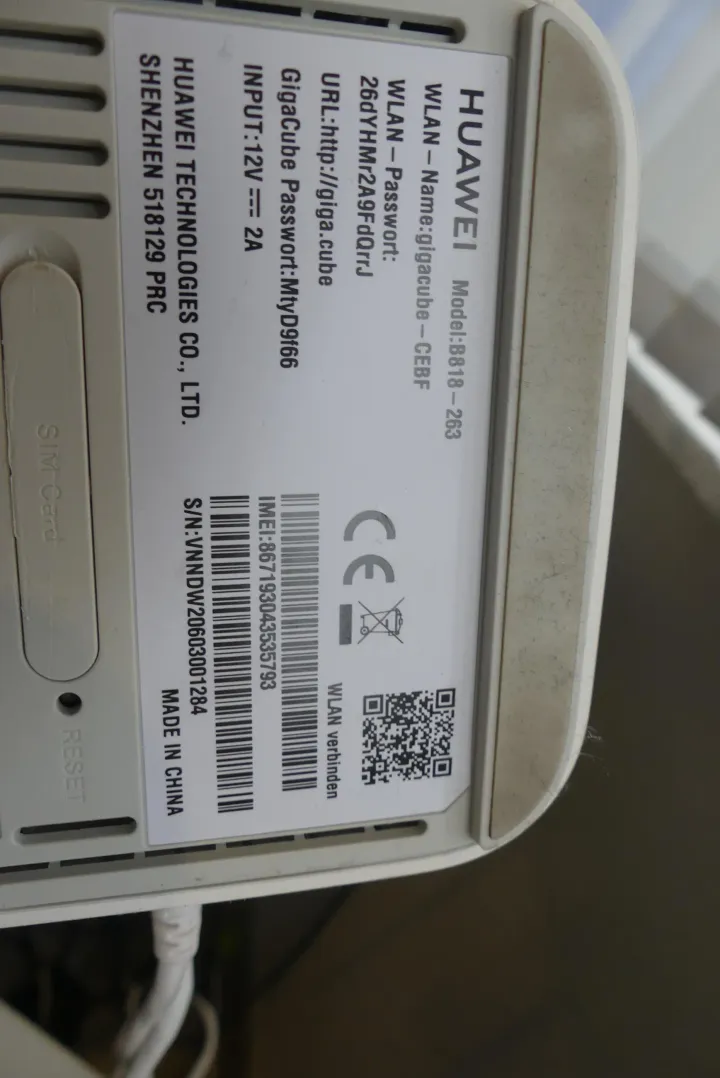 HUAWEI Model:B818-263
WLAN-Name:gigacube-CEBF
WLAN-Passwort:
26dYHMr2A9FdQrrJ
URL:http://giga.cube
GigaCube Passwort:MtyD9f66
INPUT:12V⎓2A
HUAWEI TECHNOLOGIES CO., LTD.
SHENZHEN 518129 PRC
CE
WLAN verbinden
IMEI:867193043535793
S/N:VNNDW20603001284
MADE IN CHINA
SIM Card
RESET